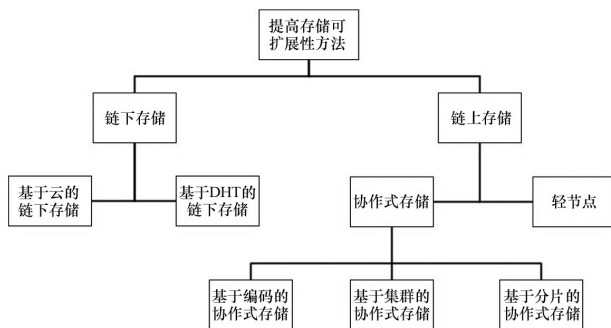 提高存储可
扩展性方法
链下存储
链上存储
基于云的
链下存储
基于DHT的
链下存储
协作式存储
轻节点
基于编码的
协作式存储
基于集群的
协作式存储
基于分片的
协作式存储